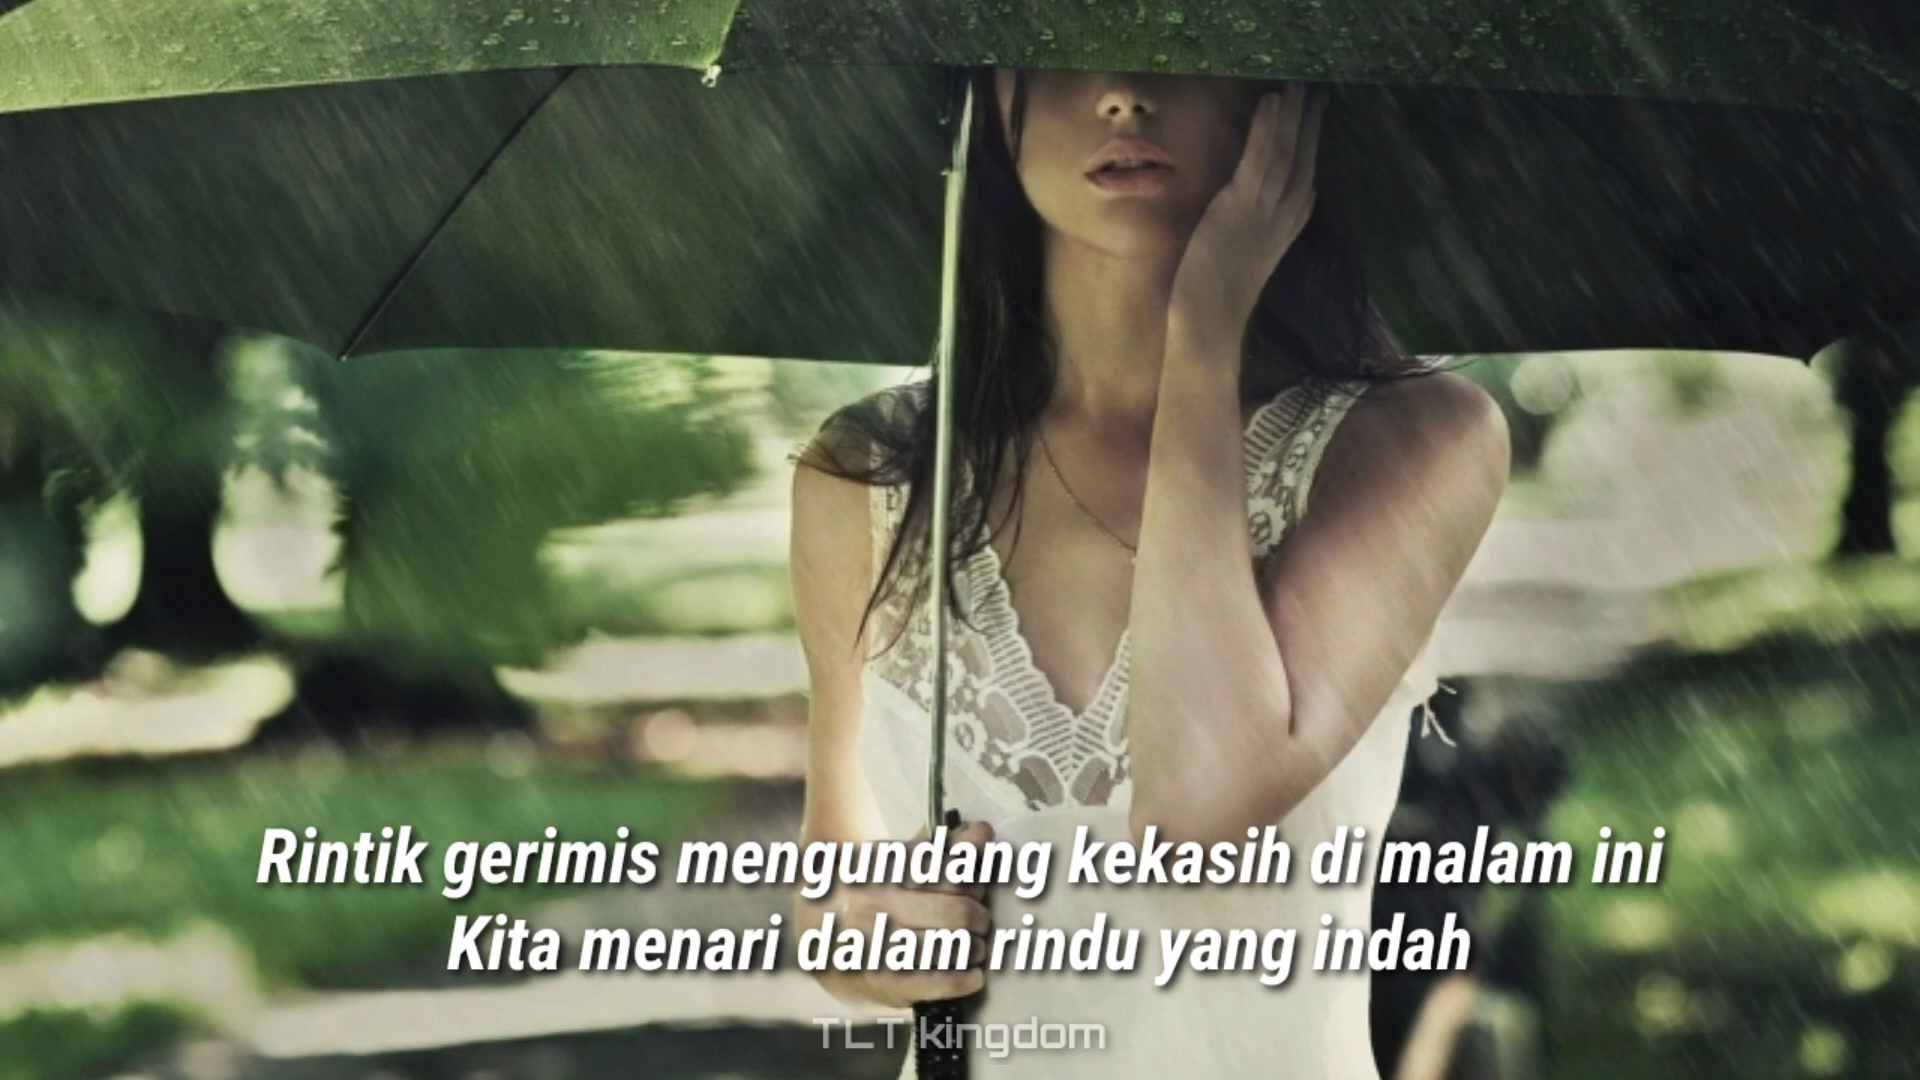 Rintik gerimis mengundang kekasih di malam ini
Kita menari dalam rindu yang indah
TLT kingdom